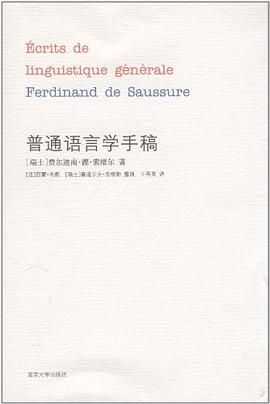 Écrits de
linguistique générale
Ferdinand de Saussure
普通语言学手稿
[瑞士]费尔迪南·德·索绪尔 著
[法]西蒙·布凯 [瑞士]鲁道尔夫·恩格勒 整理 于秀英 译
南京大学出版社